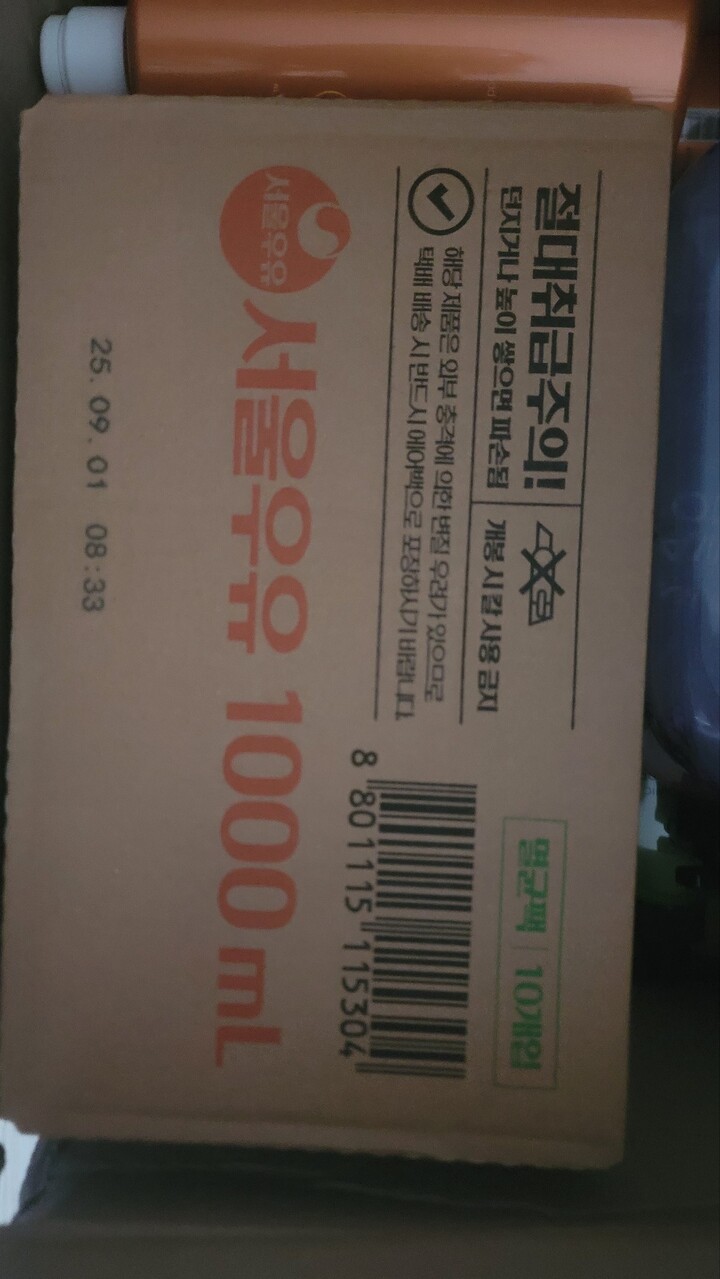 절대취급주의!
던지거나 높이 쌓으면 파손됨
개봉 시 칼 사용 금지
해당 제품은 외부 충격에 의한 변질 우려가 있으므로
택배 배송 시 반드시 에어백으로 포장하시기 바랍니다.
멸균팩 10개입
8 801115 115304
서울우유
서울우유 1000 mL
25.09.01 08:33